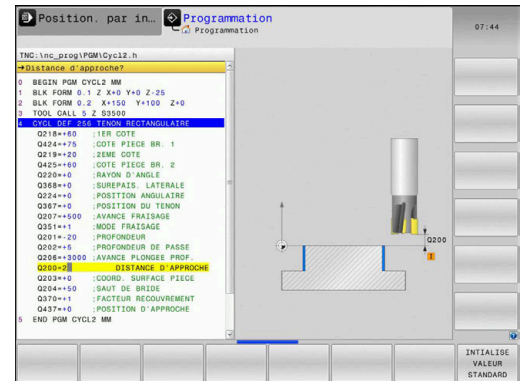 Position. par in...
Programmation
Programmation
07:44
TNC:\nc_prog\PGM\Cycl2.h
→Distance d'approche?
0 BEGIN PGM CYCL2 MM
1 BLK FORM 0.1 Z X+0 Y+0 Z-25
2 BLK FORM 0.2 X+150 Y+100 Z+0
3 TOOL CALL 5 Z S3500
4 CYCL DEF 256 TENON RECTANGULAIRE
Q218=+60 ;1ER COTE
Q424=+75 ;COTE PIECE BR. 1
Q219=+20 ;2EME COTE
Q425=+60 ;COTE PIECE BR. 2
Q220=+0 ;RAYON D'ANGLE
Q368=+0 ;SUREPAIS. LATERALE
Q224=+0 ;POSITION ANGULAIRE
Q367=+0 ;POSITION DU TENON
Q207=+500 ;AVANCE FRAISAGE
Q351=+1 ;MODE FRAISAGE
Q201=-20 ;PROFONDEUR
Q202=+5 ;PROFONDEUR DE PASSE
Q206=+3000 ;AVANCE PLONGEE PROF.
Q200=2 DISTANCE D'APPROCHE
Q203=+0 ;COORD. SURFACE PIECE
Q204=+50 ;SAUT DE BRIDE
Q370=+1 ;FACTEUR RECOUVREMENT
Q437=+0 ;POSITION D'APPROCHE
5 END PGM CYCL2 MM
Q200
I
INTIALISE
VALEUR
STANDARD